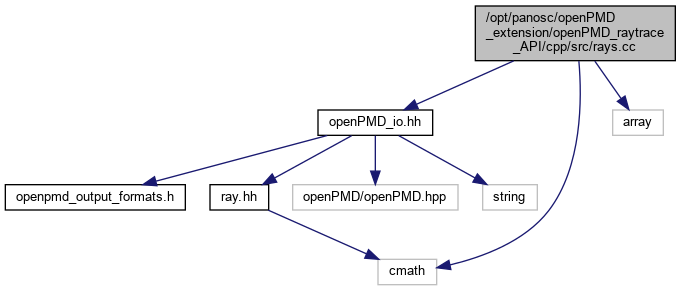 /opt/panosc/openPMD
_extension/openPMD_raytrace
_API/cpp/src/rays.cc
openPMD_io.hh
array
openpmd_output_formats.h
ray.hh
openPMD/openPMD.hpp
string
cmath